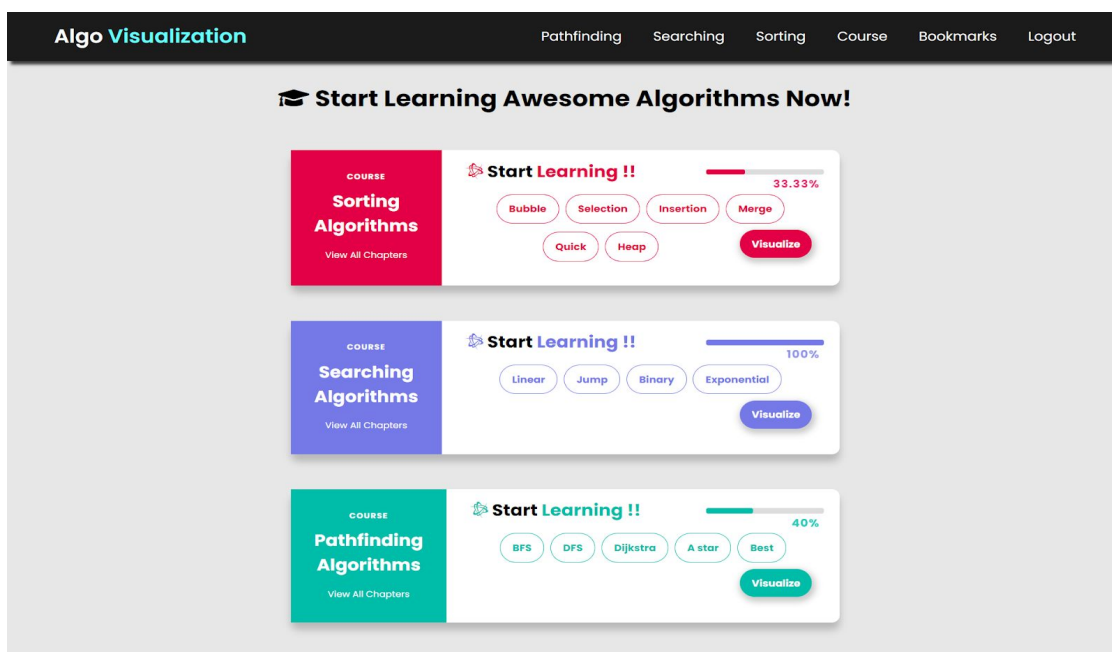 Algo Visualization
Pathfinding Searching Sorting Course Bookmarks Logout
Start Learning Awesome Algorithms Now!
COURSE
Sorting
Algorithms
View All Chapters
Start Learning !!
33.33%
Bubble Selection Insertion Merge
Quick Heap
Visualize
COURSE
Searching
Algorithms
View All Chapters
Start Learning !!
100%
Linear Jump Binary Exponential
Visualize
COURSE
Pathfinding
Algorithms
View All Chapters
Start Learning !!
40%
BFS DFS Dijkstra A star Best
Visualize